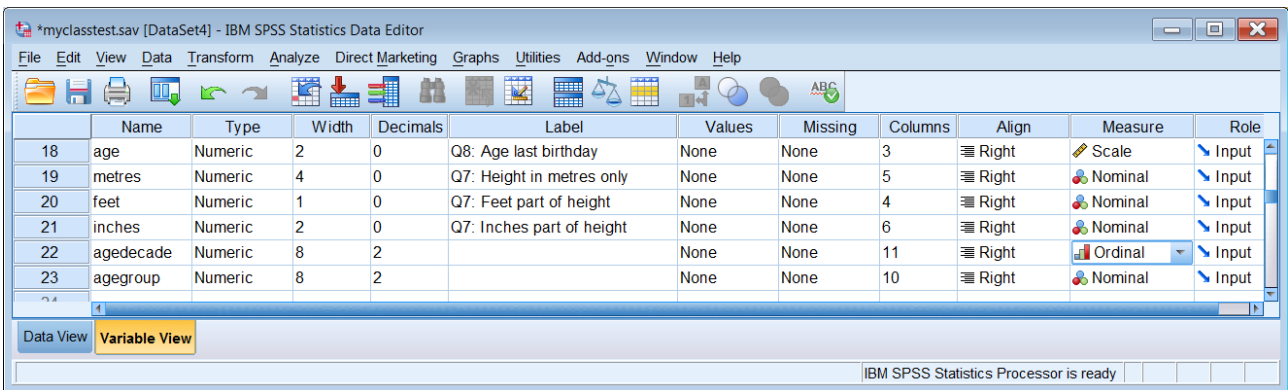 *myclasstest.sav [DataSet4] - IBM SPSS Statistics Data Editor
File Edit View Data Transform Analyze Direct Marketing Graphs Utilities Add-ons Window Help
A 1 ABC
Name Type Width Decimals Label Values Missing Columns Align Measure Role
18 age Numeric 2 0 Q8: Age last birthday None None 3 Right Scale Input
19 metres Numeric 4 0 Q7: Height in metres only None None 5 Right Nominal Input
20 feet Numeric 1 0 Q7: Feet part of height None None 4 Right Nominal Input
21 inches Numeric 2 0 Q7: Inches part of height None None 6 Right Nominal Input
22 agedecade Numeric 8 2 None None 11 Right Ordinal Input
23 agegroup Numeric 8 2 None None 10 Right Nominal Input
24
Data View Variable View
IBM SPSS Statistics Processor is ready